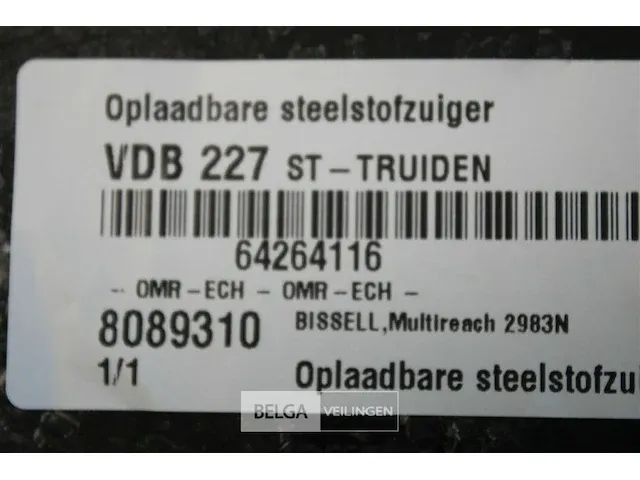 Oplaadbare steelstofzuiger
VDB 227 ST-TRUIDEN
64264116
-- OMR-ECH - OMR-ECH -
8089310 BISSELL,Multireach 2983N
1/1 Oplaadbare steelstofzui
BELGA VEILINGEN